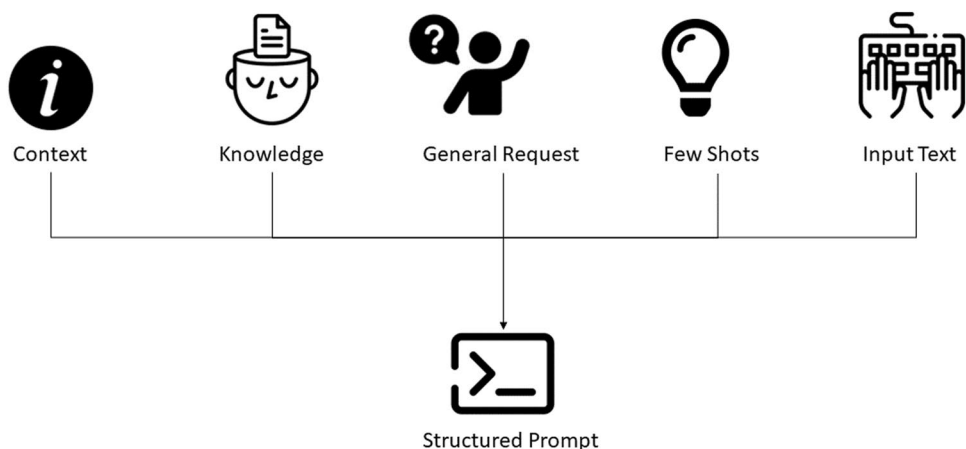 Context
Knowledge
General Request
Few Shots
Input Text
Structured Prompt